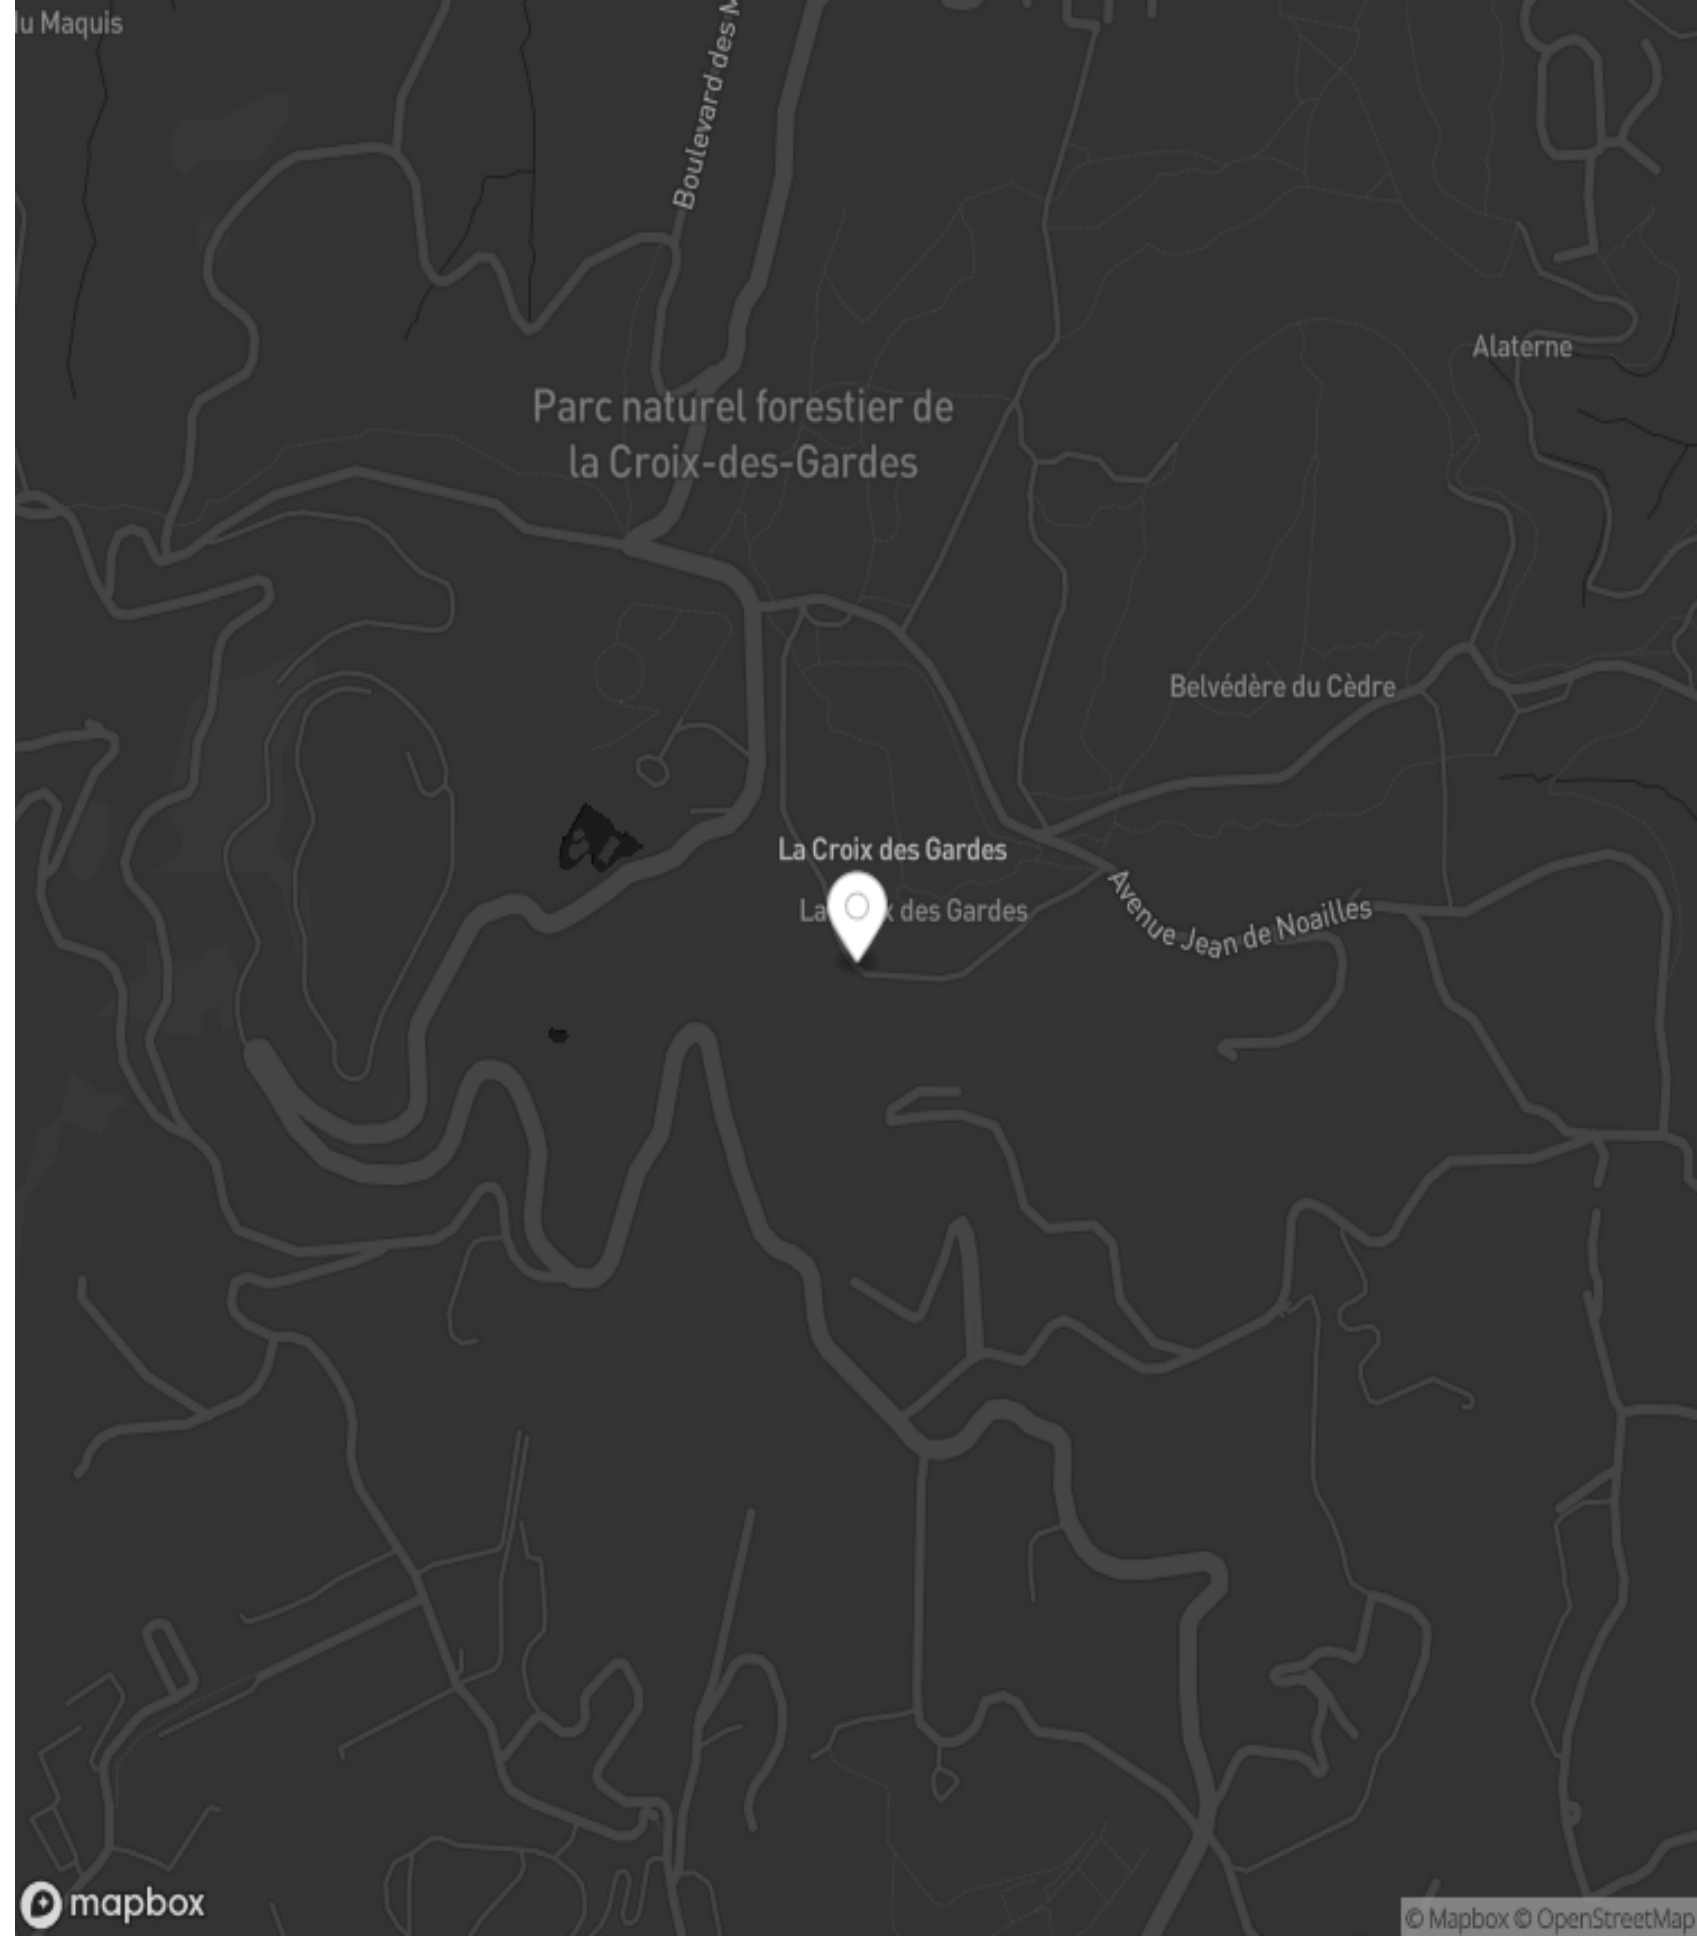 lu Maquis
Boulevard des M
Parc naturel forestier de
la Croix-des-Gardes
Alaterne
Belvédère du Cèdre
La Croix des Gardes
La x des Gardes
Avenue Jean de Noailles
mapbox
© Mapbox © OpenStreetMap